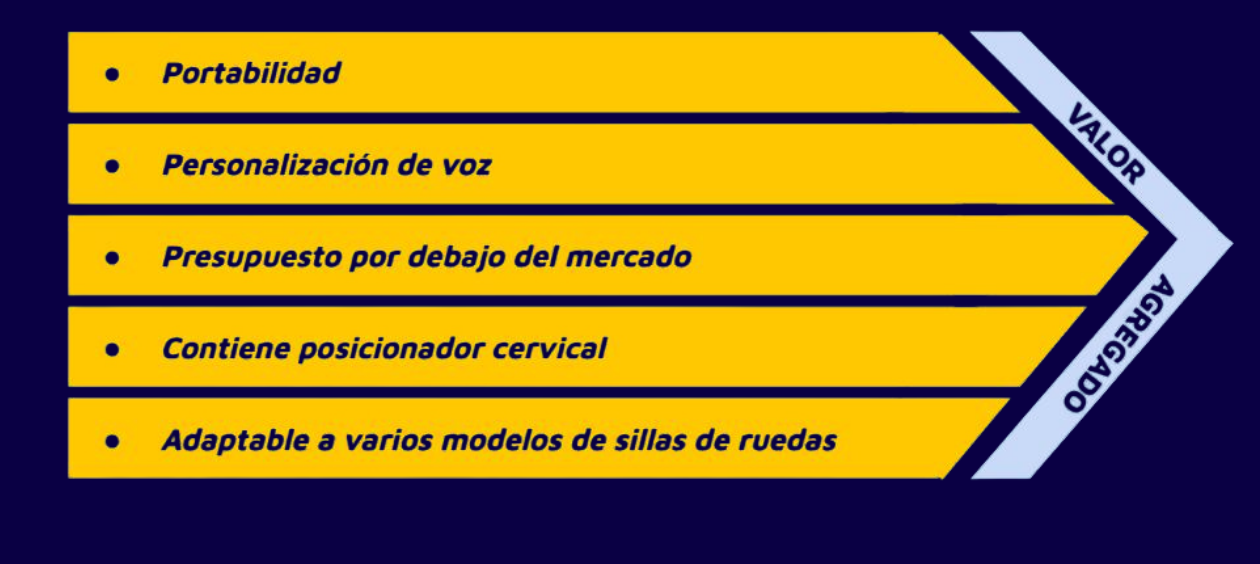 ● Portabilidad
● Personalización de voz
● Presupuesto por debajo del mercado
● Contiene posicionador cervical
● Adaptable a varios modelos de sillas de ruedas
VALOR
AGREGADO